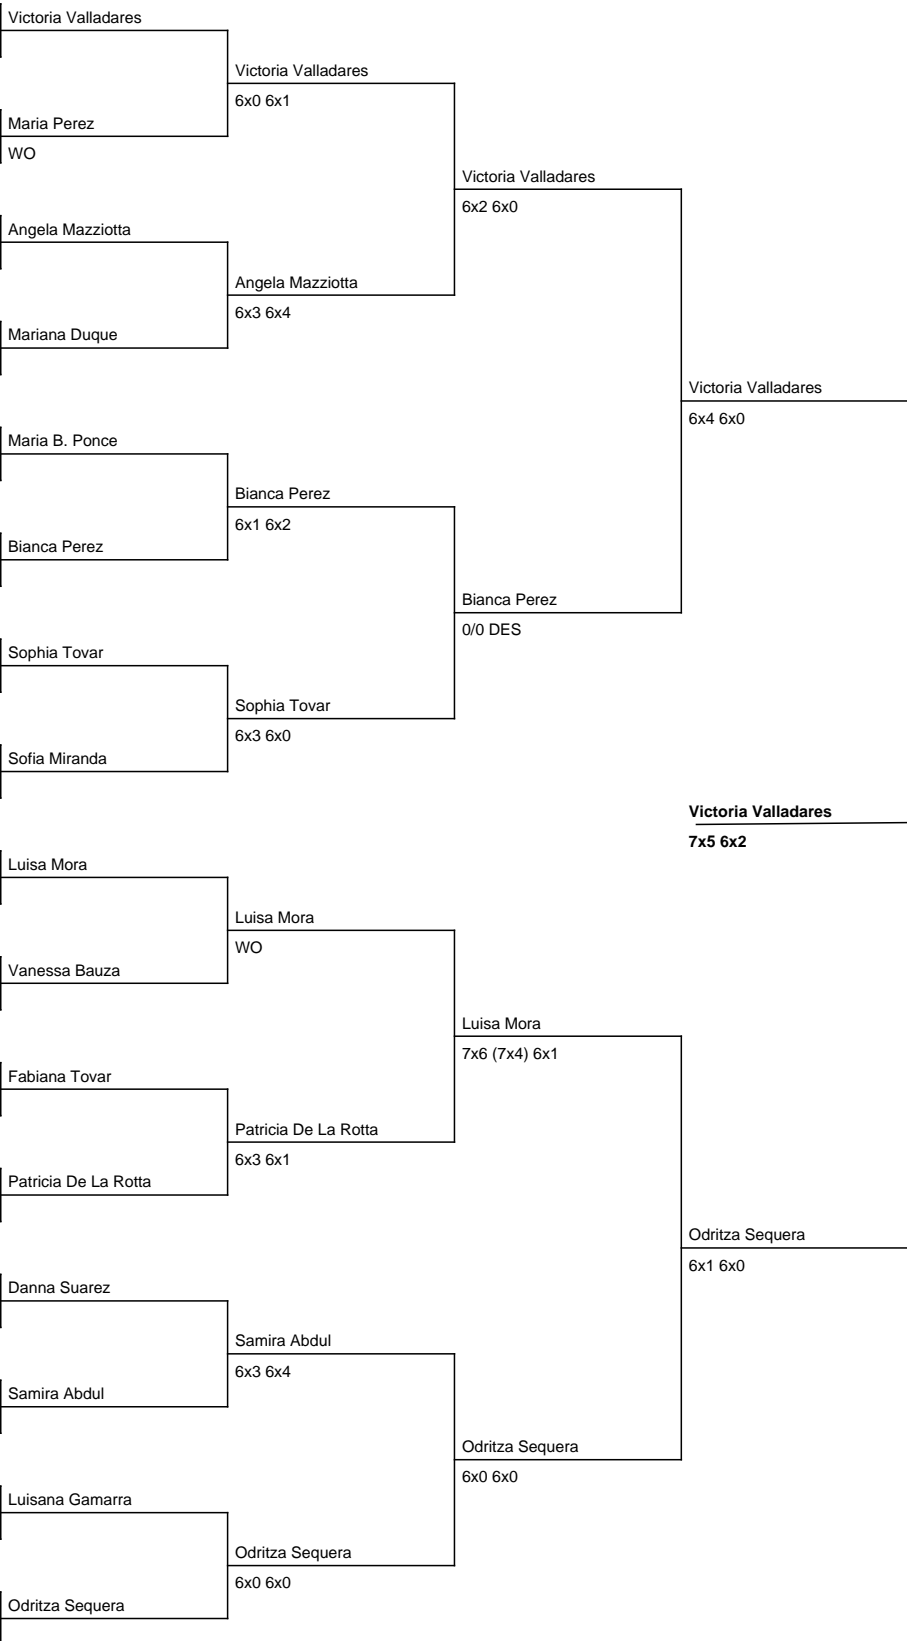 Victoria Valladares
Victoria Valladares
6x0 6x1
Maria Perez
WO
Victoria Valladares
6x2 6x0
Angela Mazziotta
Angela Mazziotta
6x3 6x4
Mariana Duque
Victoria Valladares
6x4 6x0
Maria B. Ponce
Bianca Perez
6x1 6x2
Bianca Perez
Bianca Perez
0/0 DES
Sophia Tovar
Sophia Tovar
6x3 6x0
Sofia Miranda
Victoria Valladares
7x5 6x2
Luisa Mora
Luisa Mora
WO
Vanessa Bauza
Luisa Mora
7x6 (7x4) 6x1
Fabiana Tovar
Patricia De La Rotta
6x3 6x1
Patricia De La Rotta
Odritza Sequera
6x1 6x0
Danna Suarez
Samira Abdul
6x3 6x4
Samira Abdul
Odritza Sequera
6x0 6x0
Luisana Gamarra
Odritza Sequera
6x0 6x0
Odritza Sequera